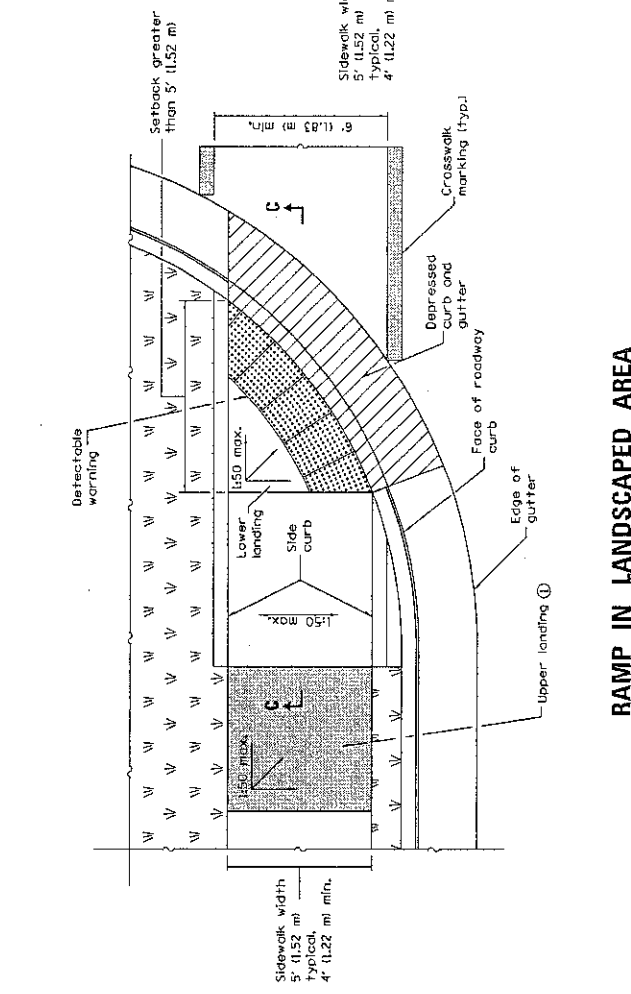 Setback greater
than 5' (1.52 m)
Sidewalk
5' (1.52 m)
typical,
4' (1.22 m)
6' (1.83 m) min.
Detectable
warning
C
Crosswalk
marking (typ.)
Depressed
curb and
gutter
1:50 max.
Lower
landing
Side
curb
1:50 max.
Face of roadway
curb
Edge of
gutter
C
1:50 max.
Upper landing ①
Sidewalk width
5' (1.52 m)
typical,
4' (1.22 m) min.
RAMP IN LANDSCAPED AREA